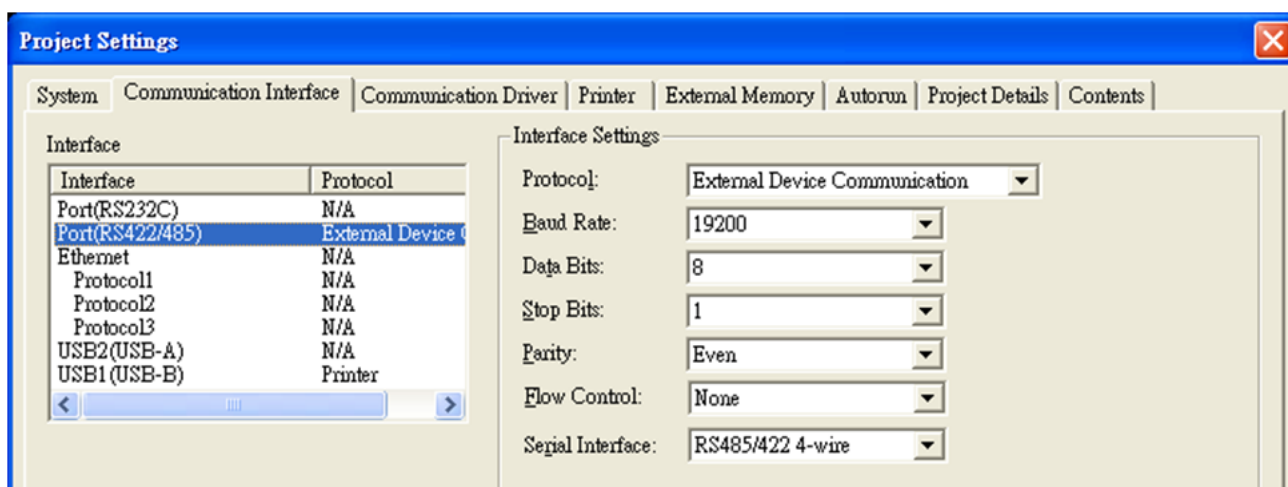 Project Settings
System Communication Interface Communication Driver Printer External Memory Autorun Project Details Contents
Interface
Interface Protocol
Port(RS232C) N/A
Port(RS422/485) External Device
Ethernet N/A
Protocol1 N/A
Protocol2 N/A
Protocol3 N/A
USB2(USB-A) N/A
USB1(USB-B) Printer
Interface Settings
Protocol: External Device Communication
Baud Rate: 19200
Data Bits: 8
Stop Bits: 1
Parity: Even
Flow Control: None
Serial Interface: RS485/422 4-wire